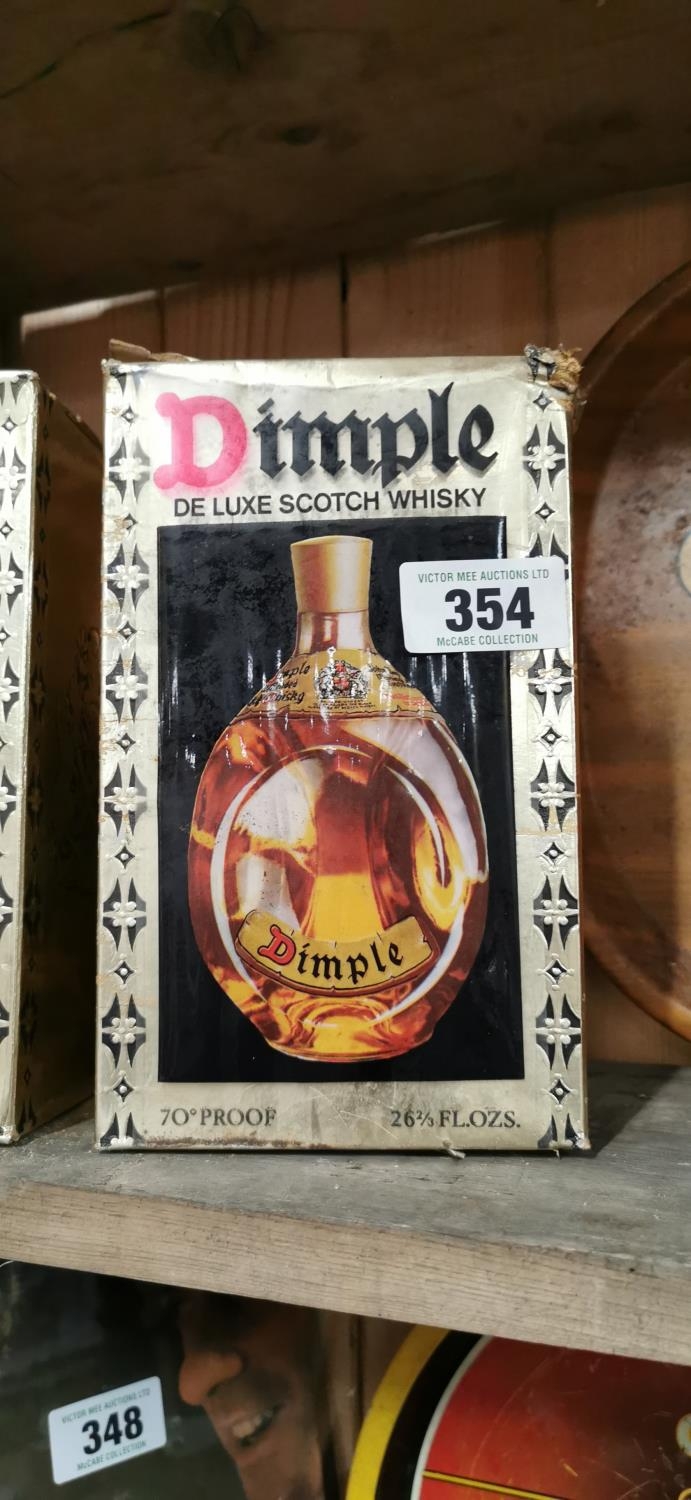 Dimple
DE LUXE SCOTCH WHISKY
VICTOR MEE AUCTIONS LTD
354
McCABE COLLECTION
Dimple
70° PROOF
26⅔ FL.OZS.
VICTOR MEE AUCTIONS LTD
348
McCABE COLLECTION